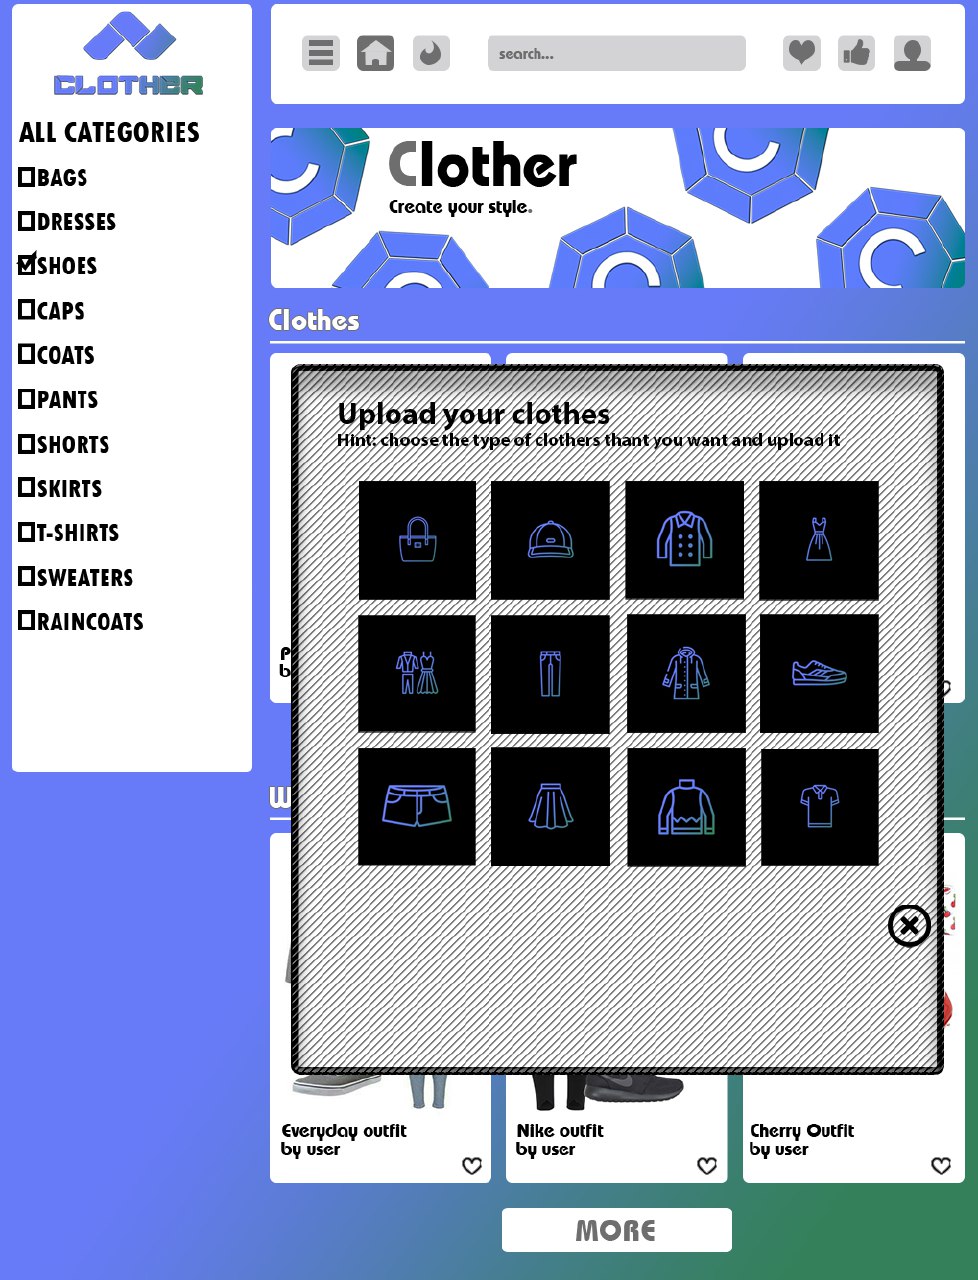 CLOTHER
ALL CATEGORIES
BAGS
DRESSES
SHOES
CAPS
COATS
PANTS
SHORTS
SKIRTS
T-SHIRTS
SWEATERS
RAINCOATS
search...
Clother
Create your style.
Clothes
Upload your clothes
Hint: choose the type of clothers thant you want and upload it
Everyday outfit
by user
Nike outfit
by user
Cherry Outfit
by user
MORE